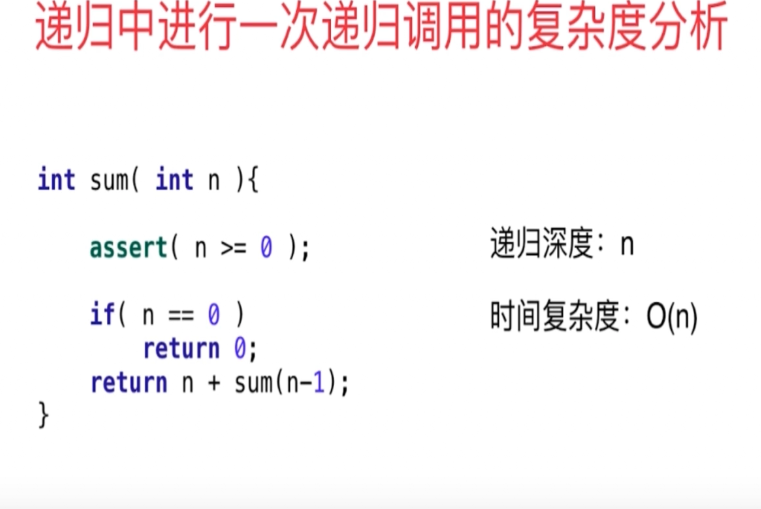 递归中进行一次递归调用的复杂度分析
int sum( int n ){
assert( n >= 0 );
if( n == 0 )
return 0;
return n + sum(n-1);
}
递归深度：n
时间复杂度：O(n)